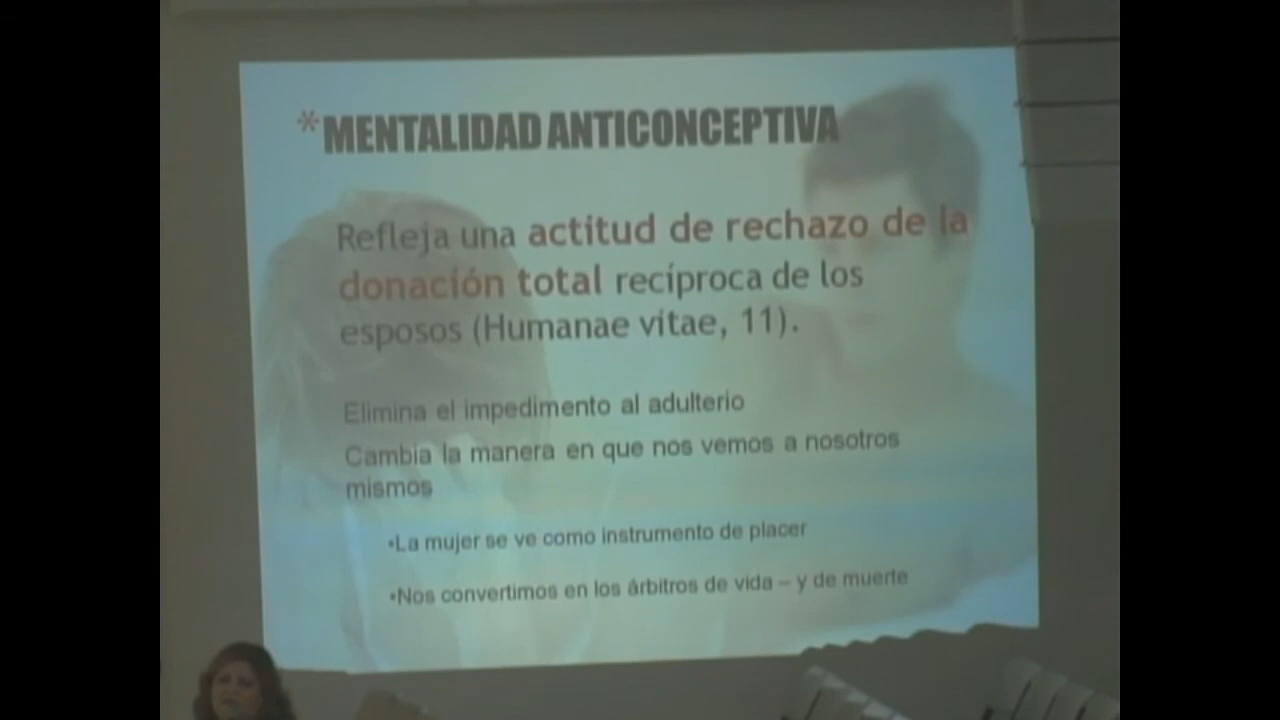 *MENTALIDAD ANTICONCEPTIVA
Refleja una actitud de rechazo de la
donación total recíproca de los
esposos (Humanae vitae, 11).
Elimina el impedimento al adulterio
Cambia la manera en que nos vemos a nosotros
mismos
•La mujer se ve como instrumento de placer
•Nos convertimos en los árbitros de vida – y de muerte